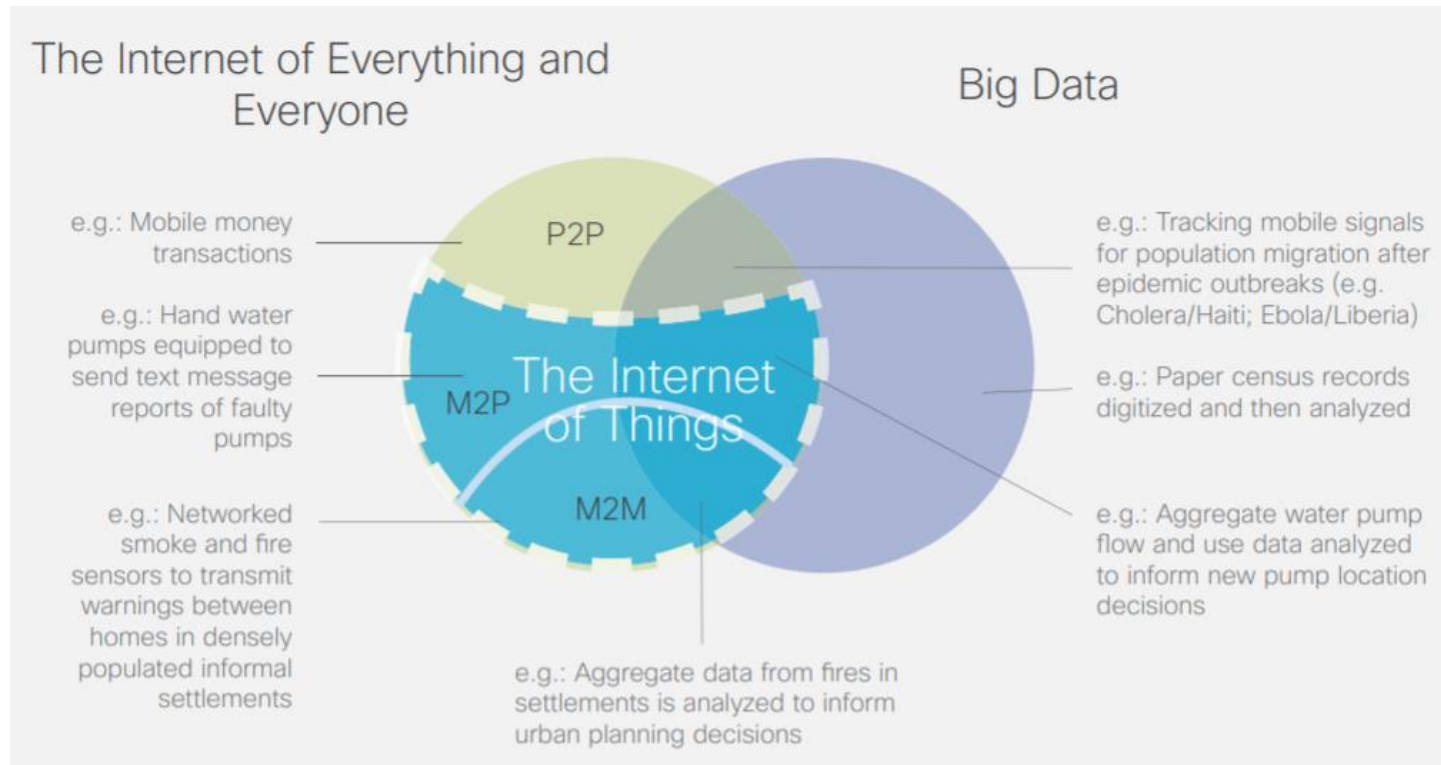 The Internet of Everything and
Everyone
Big Data
e.g.: Mobile money
transactions
e.g.: Hand water
pumps equipped to
send text message
reports of faulty
pumps
e.g.: Networked
smoke and fire
sensors to transmit
warnings between
homes in densely
populated informal
settlements
P2P
M2P
The Internet
of Things
M2M
e.g.: Tracking mobile signals
for population migration after
epidemic outbreaks (e.g.
Cholera/Haiti; Ebola/Liberia)
e.g.: Paper census records
digitized and then analyzed
e.g.: Aggregate water pump
flow and use data analyzed
to inform new pump location
decisions
e.g.: Aggregate data from fires in
settlements is analyzed to inform
urban planning decisions